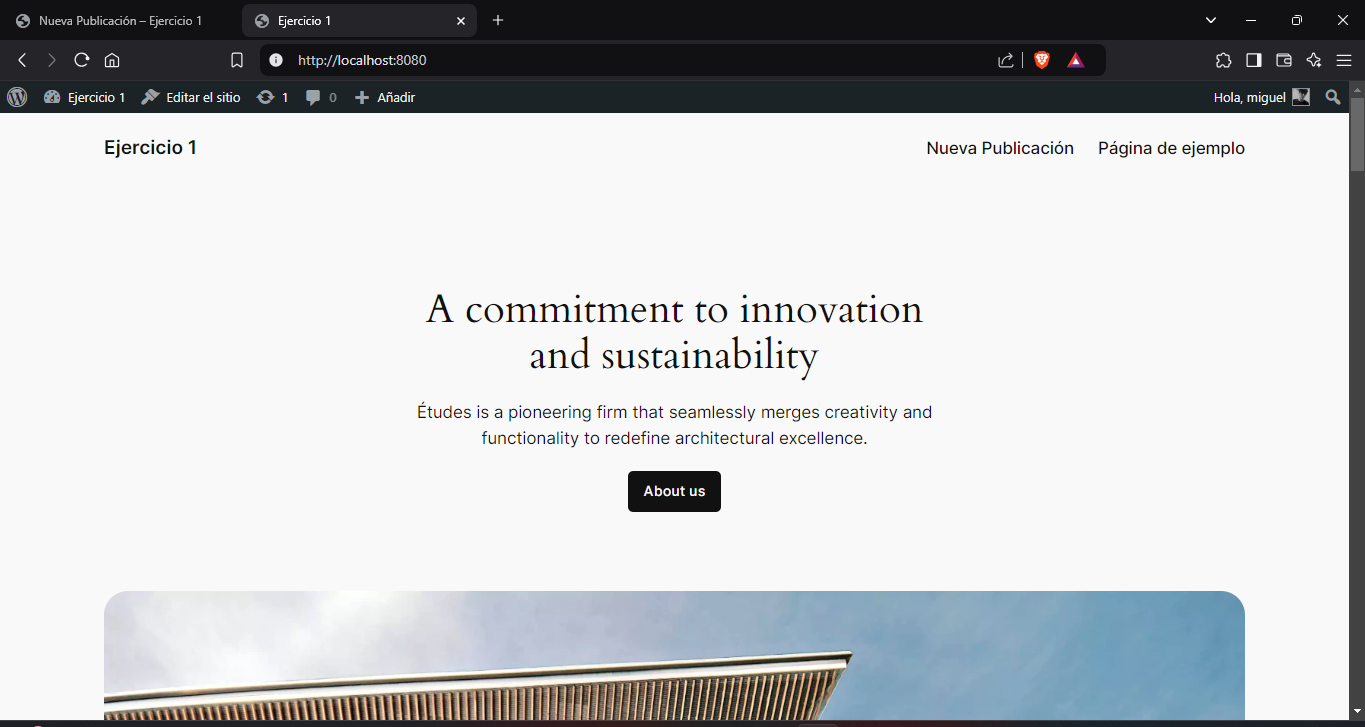 Nueva Publicación – Ejercicio 1
Ejercicio 1
http://localhost:8080
Ejercicio 1
Editar el sitio
1
0
Añadir
Hola, miguel
Ejercicio 1
Nueva Publicación
Página de ejemplo
A commitment to innovation
and sustainability
Études is a pioneering firm that seamlessly merges creativity and
functionality to redefine architectural excellence.
About us